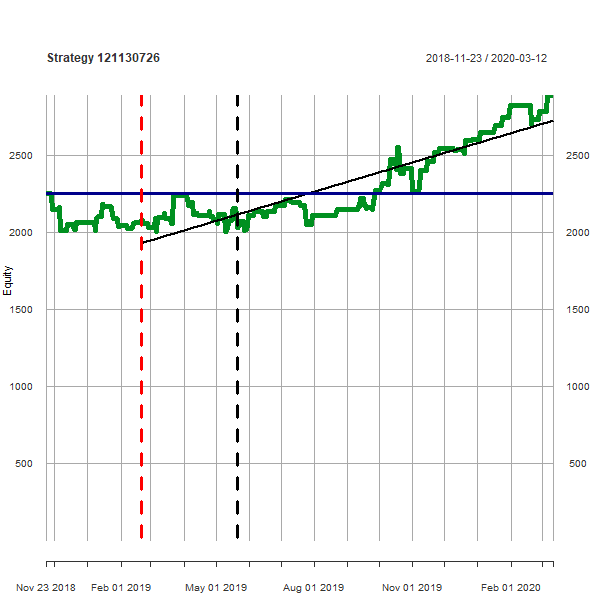 Strategy 121130726
2018-11-23 / 2020-03-12
2500
2500
2000
2000
Equity
1500
1500
1000
1000
500
500
Nov 23 2018
Feb 01 2019
May 01 2019
Aug 01 2019
Nov 01 2019
Feb 01 2020